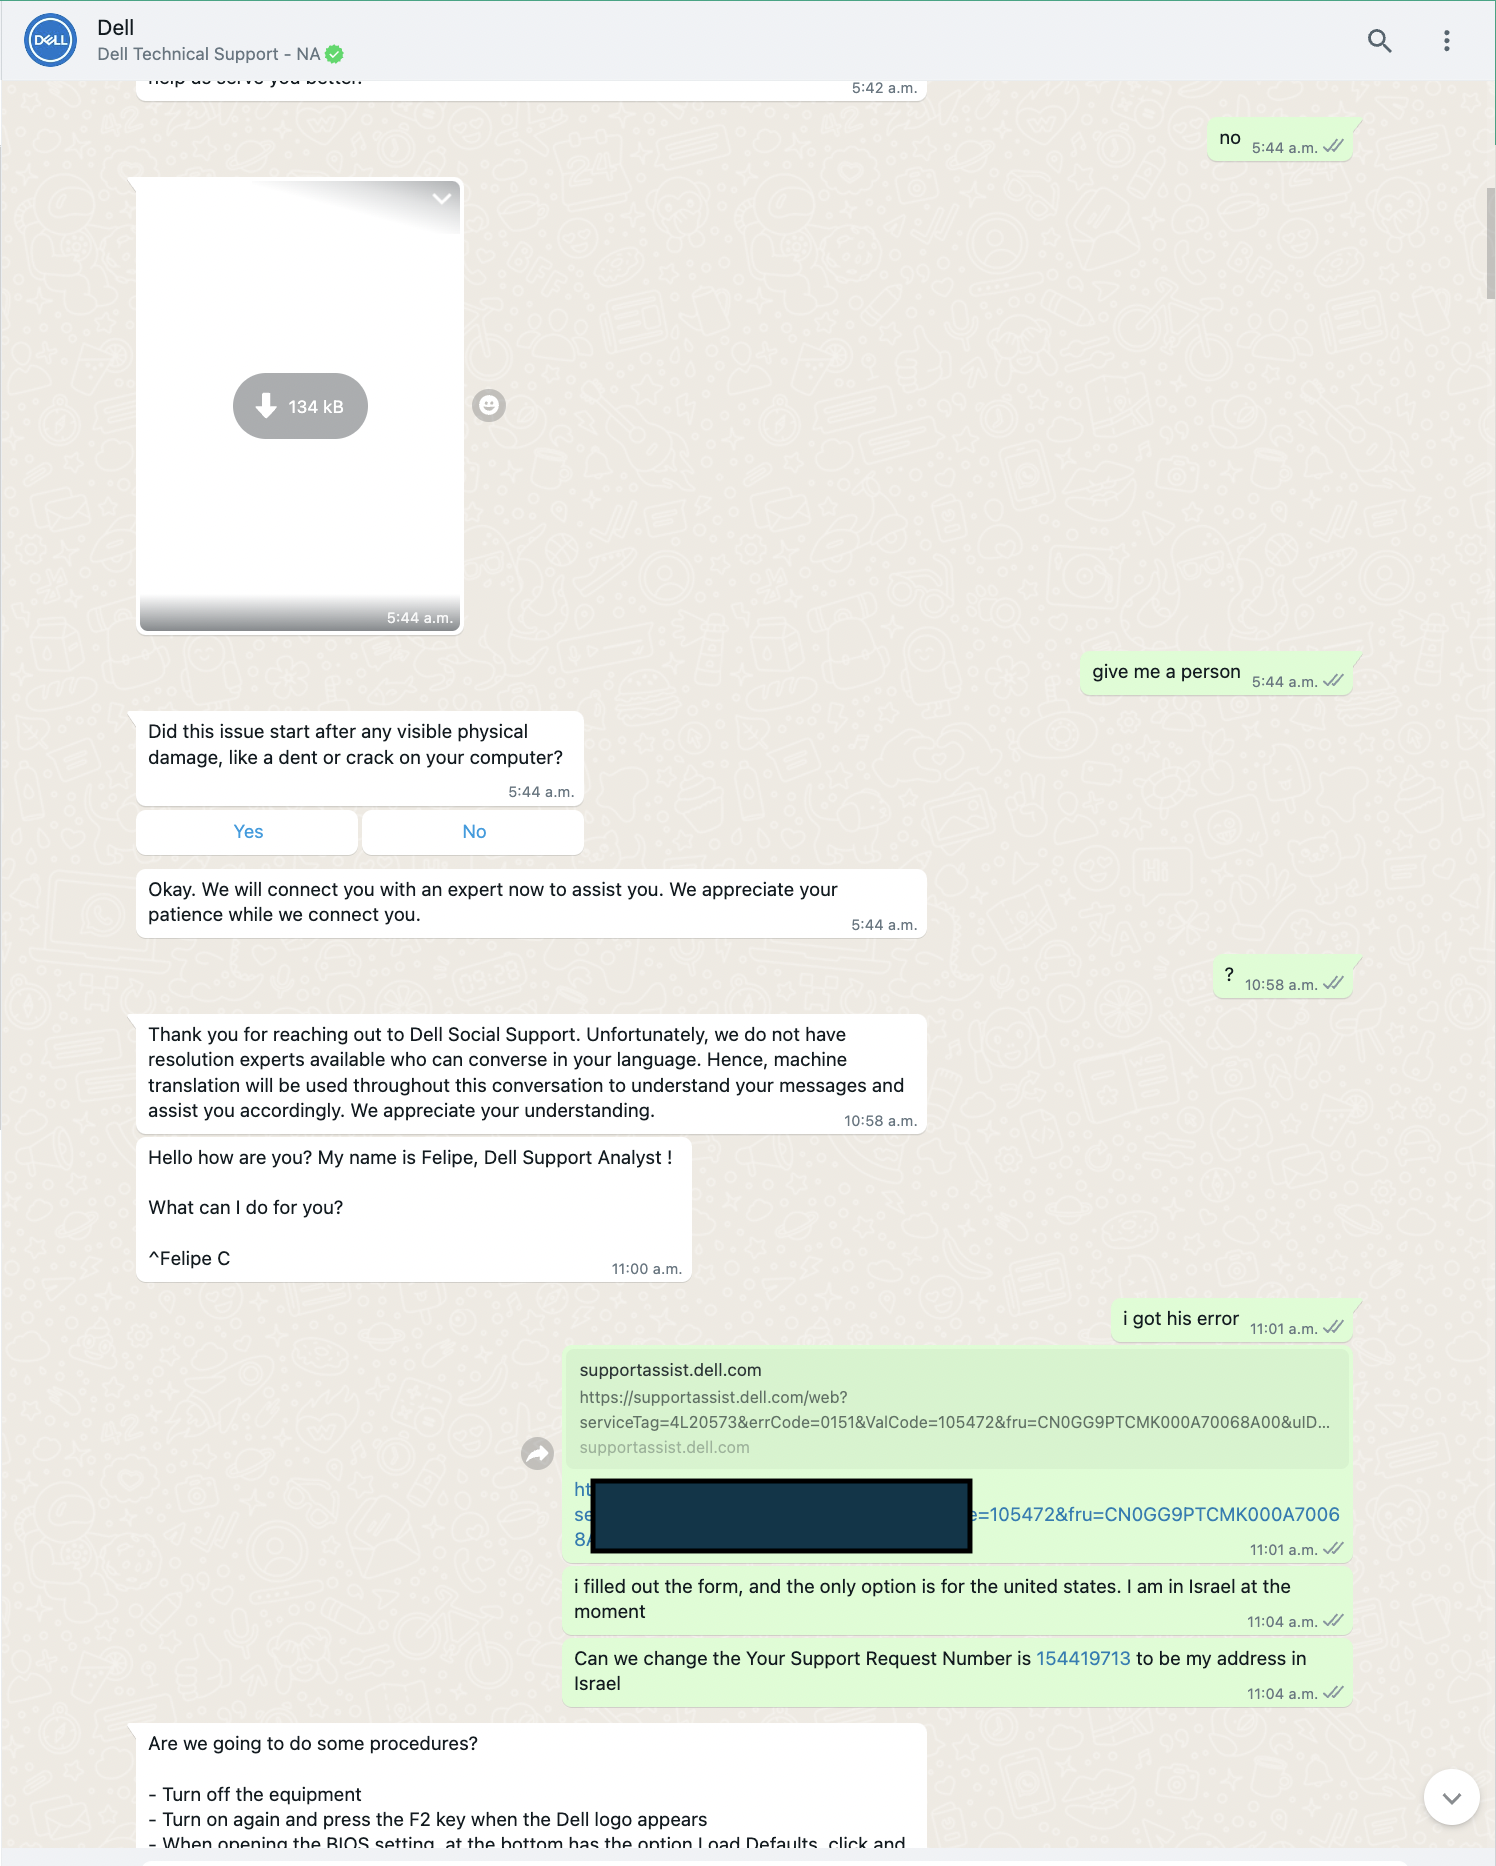 DELL
Dell
Dell Technical Support - NA
help us serve you better.
5:42 a.m.
no
5:44 a.m.
134 kB
5:44 a.m.
give me a person
5:44 a.m.
Did this issue start after any visible physical
damage, like a dent or crack on your computer?
5:44 a.m.
Yes
No
Okay. We will connect you with an expert now to assist you. We appreciate your
patience while we connect you.
5:44 a.m.
?
10:58 a.m.
Thank you for reaching out to Dell Social Support. Unfortunately, we do not have
resolution experts available who can converse in your language. Hence, machine
translation will be used throughout this conversation to understand your messages and
assist you accordingly. We appreciate your understanding.
10:58 a.m.
Hello how are you? My name is Felipe, Dell Support Analyst !
What can I do for you?
^Felipe C
11:00 a.m.
i got his error
11:01 a.m.
supportassist.dell.com
https://supportassist.dell.com/web?
serviceTag=4L20573&errCode=0151&ValCode=105472&fru=CN0GG9PTCMK000A70068A00&uID...
supportassist.dell.com
ht
se
e=105472&fru=CN0GG9PTCMK000A7006
8A
11:01 a.m.
i filled out the form, and the only option is for the united states. I am in Israel at the
moment
11:04 a.m.
Can we change the Your Support Request Number is 154419713 to be my address in
Israel
11:04 a.m.
Are we going to do some procedures?
- Turn off the equipment
- Turn on again and press the F2 key when the Dell logo appears
- When opening the BIOS setting, at the bottom has the option Load Defaults, click and